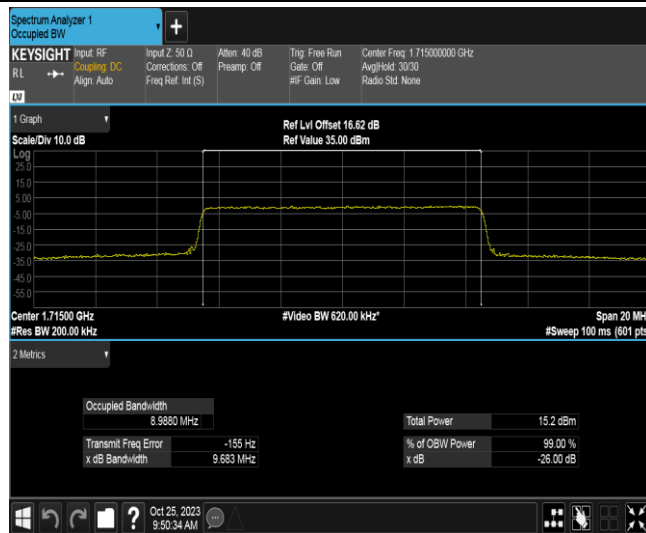 Spectrum Analyzer 1
Occupied BW
KEYSIGHT
R L
Input: RF
Coupling: DC
Align: Auto
Input Z: 50 Ω
Corrections: Off
Freq Ref: Int (S)
Atten: 40 dB
Preamp: Off
Trig: Free Run
Gate: Off
#IF Gain: Low
Center Freq: 1.715000000 GHz
Avg|Hold: 30/30
Radio Std: None
1 Graph
Scale/Div 10.0 dB
Ref Lvl Offset 16.62 dB
Ref Value 35.00 dBm
Log
25.0
15.0
5.00
-5.00
-15.0
-25.0
-35.0
-45.0
-55.0
Center 1.71500 GHz
#Res BW 200.00 kHz
#Video BW 620.00 kHz*
Span 20 MH
#Sweep 100 ms (601 pts
2 Metrics
Occupied Bandwidth
8.9880 MHz
Transmit Freq Error -155 Hz
x dB Bandwidth 9.683 MHz
Total Power 15.2 dBm
% of OBW Power 99.00 %
x dB -26.00 dB
?
Oct 25, 2023
9:50:34 AM